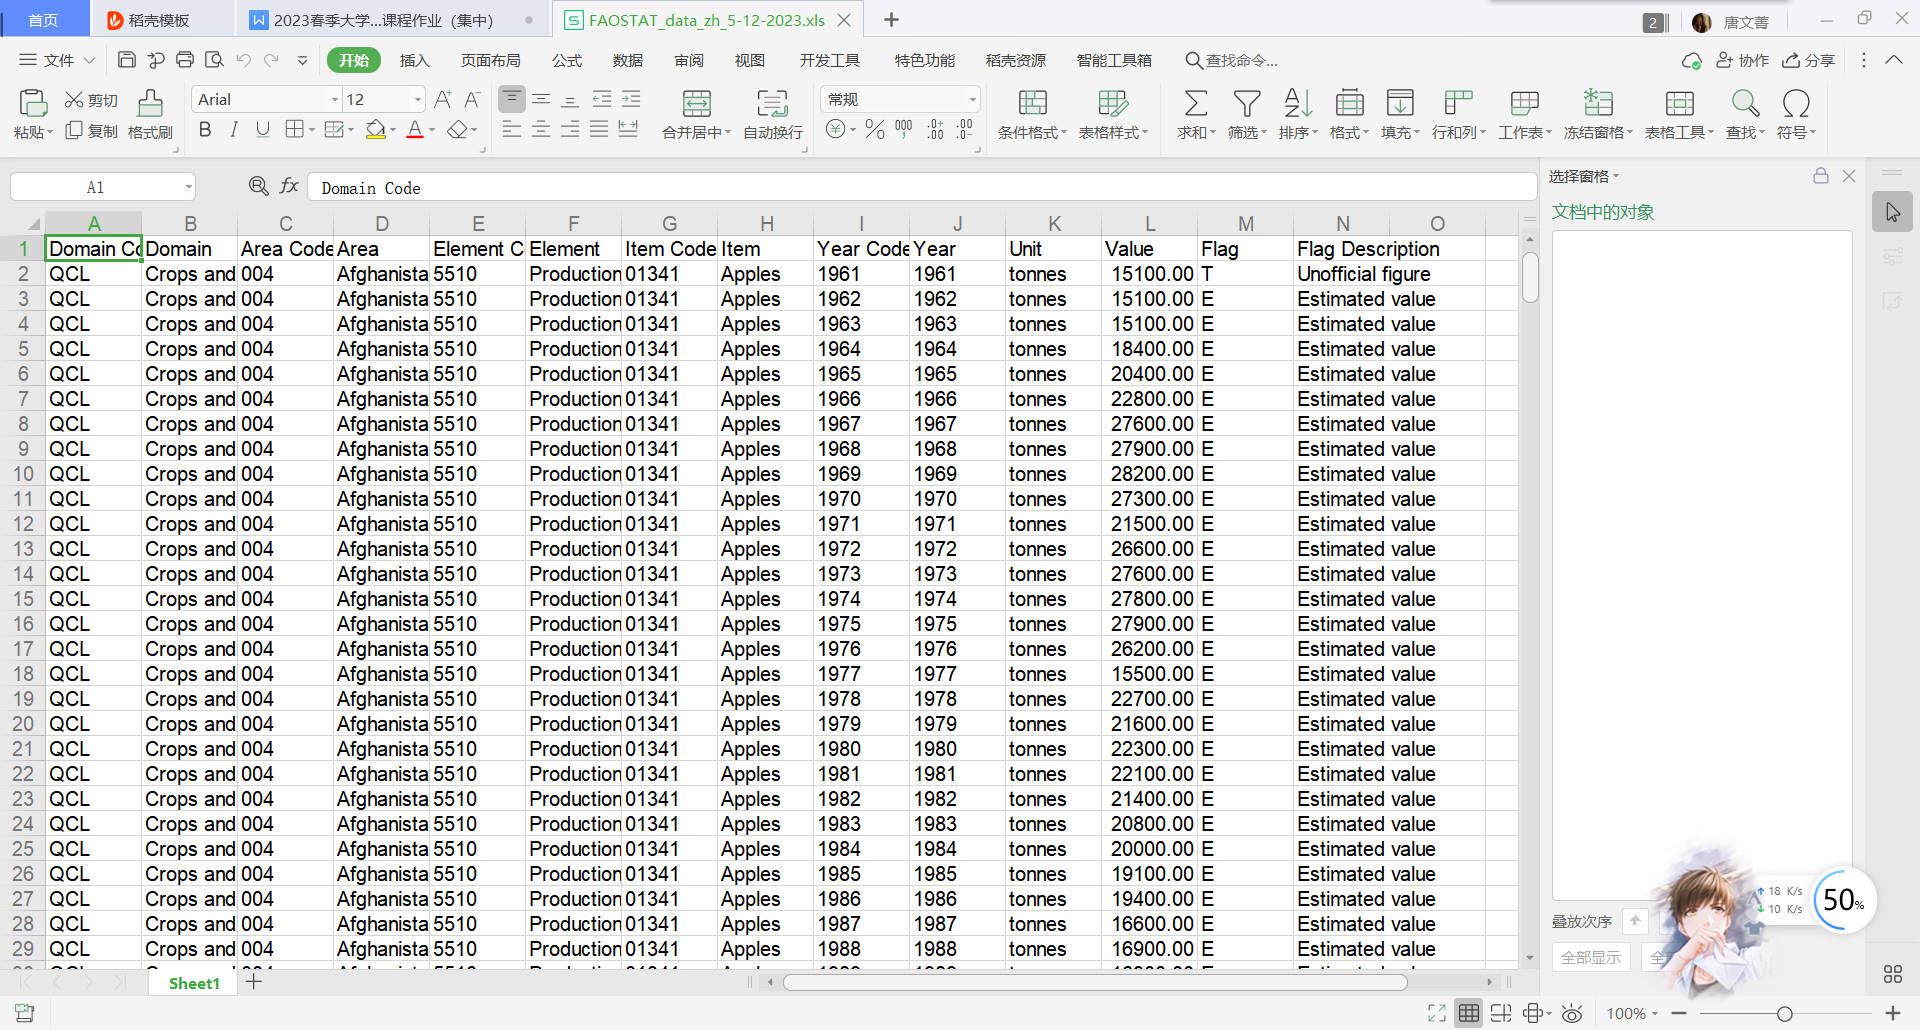 首页 稻壳模板 2023春季大学...课程作业（集中） FAOSTAT_data_zh_5-12-2023.xls 2 唐文菁
文件 开始 插入 页面布局 公式 数据 审阅 视图 开发工具 特色功能 稻壳资源 智能工具箱 查找命令... 协作 分享
粘贴 剪切 复制 格式刷 Arial 12 合并居中 自动换行 常规 条件格式 表格样式 求和 筛选 排序 格式 填充 行和列 工作表 冻结窗格 表格工具 查找 符号
A1 fx Domain Code
选择窗格
文档中的对象
A B C D E F G H I J K L M N O
1 Domain Co Domain Area Code Area Element C Element Item Code Item Year Code Year Unit Value Flag Flag Description
2 QCL Crops and 004 Afghanista 5510 Production 01341 Apples 1961 1961 tonnes 15100.00 T Unofficial figure
3 QCL Crops and 004 Afghanista 5510 Production 01341 Apples 1962 1962 tonnes 15100.00 E Estimated value
4 QCL Crops and 004 Afghanista 5510 Production 01341 Apples 1963 1963 tonnes 15100.00 E Estimated value
5 QCL Crops and 004 Afghanista 5510 Production 01341 Apples 1964 1964 tonnes 18400.00 E Estimated value
6 QCL Crops and 004 Afghanista 5510 Production 01341 Apples 1965 1965 tonnes 20400.00 E Estimated value
7 QCL Crops and 004 Afghanista 5510 Production 01341 Apples 1966 1966 tonnes 22800.00 E Estimated value
8 QCL Crops and 004 Afghanista 5510 Production 01341 Apples 1967 1967 tonnes 27600.00 E Estimated value
9 QCL Crops and 004 Afghanista 5510 Production 01341 Apples 1968 1968 tonnes 27900.00 E Estimated value
10 QCL Crops and 004 Afghanista 5510 Production 01341 Apples 1969 1969 tonnes 28200.00 E Estimated value
11 QCL Crops and 004 Afghanista 5510 Production 01341 Apples 1970 1970 tonnes 27300.00 E Estimated value
12 QCL Crops and 004 Afghanista 5510 Production 01341 Apples 1971 1971 tonnes 21500.00 E Estimated value
13 QCL Crops and 004 Afghanista 5510 Production 01341 Apples 1972 1972 tonnes 26600.00 E Estimated value
14 QCL Crops and 004 Afghanista 5510 Production 01341 Apples 1973 1973 tonnes 27600.00 E Estimated value
15 QCL Crops and 004 Afghanista 5510 Production 01341 Apples 1974 1974 tonnes 27800.00 E Estimated value
16 QCL Crops and 004 Afghanista 5510 Production 01341 Apples 1975 1975 tonnes 27900.00 E Estimated value
17 QCL Crops and 004 Afghanista 5510 Production 01341 Apples 1976 1976 tonnes 26200.00 E Estimated value
18 QCL Crops and 004 Afghanista 5510 Production 01341 Apples 1977 1977 tonnes 15500.00 E Estimated value
19 QCL Crops and 004 Afghanista 5510 Production 01341 Apples 1978 1978 tonnes 22700.00 E Estimated value
20 QCL Crops and 004 Afghanista 5510 Production 01341 Apples 1979 1979 tonnes 21600.00 E Estimated value
21 QCL Crops and 004 Afghanista 5510 Production 01341 Apples 1980 1980 tonnes 22300.00 E Estimated value
22 QCL Crops and 004 Afghanista 5510 Production 01341 Apples 1981 1981 tonnes 22100.00 E Estimated value
23 QCL Crops and 004 Afghanista 5510 Production 01341 Apples 1982 1982 tonnes 21400.00 E Estimated value
24 QCL Crops and 004 Afghanista 5510 Production 01341 Apples 1983 1983 tonnes 20800.00 E Estimated value
25 QCL Crops and 004 Afghanista 5510 Production 01341 Apples 1984 1984 tonnes 20000.00 E Estimated value
26 QCL Crops and 004 Afghanista 5510 Production 01341 Apples 1985 1985 tonnes 19100.00 E Estimated value
27 QCL Crops and 004 Afghanista 5510 Production 01341 Apples 1986 1986 tonnes 19400.00 E Estimated value
28 QCL Crops and 004 Afghanista 5510 Production 01341 Apples 1987 1987 tonnes 16600.00 E Estimated value
29 QCL Crops and 004 Afghanista 5510 Production 01341 Apples 1988 1988 tonnes 16900.00 E Estimated value
18 K/s
10 K/s
50%
叠放次序
全部显示 全
Sheet1
100%